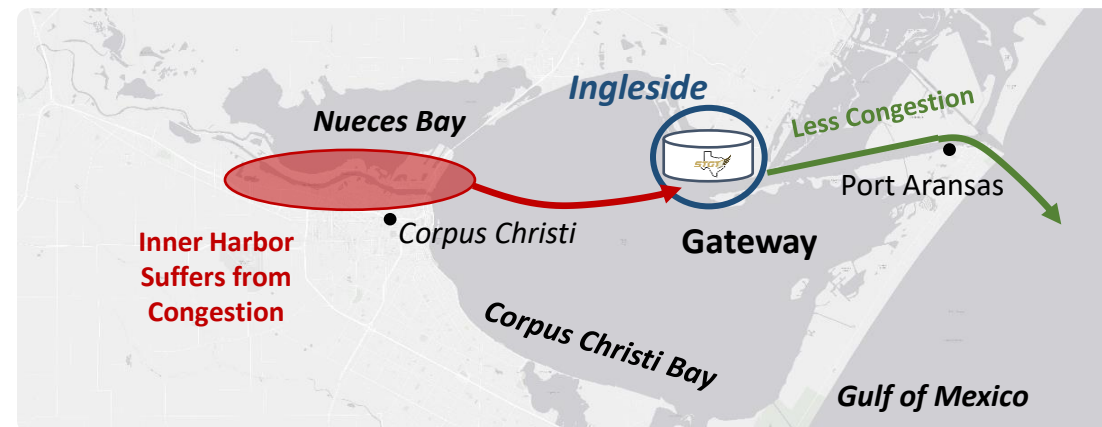 Ingleside
Nueces Bay
Less Congestion
Port Aransas
Corpus Christi
Gateway
Inner Harbor
Suffers from
Congestion
Corpus Christi Bay
Gulf of Mexico